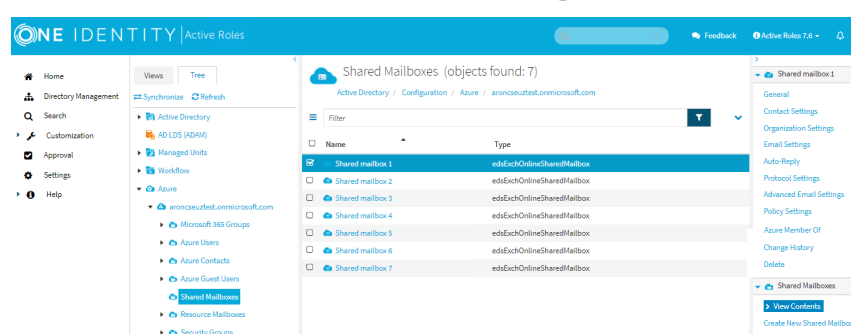 ONE IDENTITY Active Roles
Feedback
Active Roles 7.6
Home
Directory Management
Search
Customization
Approval
Settings
Help
Views Tree
Synchronize Refresh
Active Directory
AD LDS (ADAM)
Managed Units
Workflow
Azure
aroncseuztest.onmicrosoft.com
Microsoft 365 Groups
Azure Users
Azure Contacts
Azure Guest Users
Shared Mailboxes
Resource Mailboxes
Security Groups
Shared Mailboxes (objects found: 7)
Active Directory / Configuration / Azure / aroncseuztest.onmicrosoft.com
Filter
Name Type
Shared mailbox 1 edsExchOnlineSharedMailbox
Shared mailbox 2 edsExchOnlineSharedMailbox
Shared mailbox 3 edsExchOnlineSharedMailbox
Shared mailbox 4 edsExchOnlineSharedMailbox
Shared mailbox 5 edsExchOnlineSharedMailbox
Shared mailbox 6 edsExchOnlineSharedMailbox
Shared mailbox 7 edsExchOnlineSharedMailbox
Shared mailbox 1
General
Contact Settings
Organization Settings
Email Settings
Auto-Reply
Protocol Settings
Advanced Email Settings
Policy Settings
Azure Member Of
Change History
Delete
Shared Mailboxes
View Contents
Create New Shared Mailbo